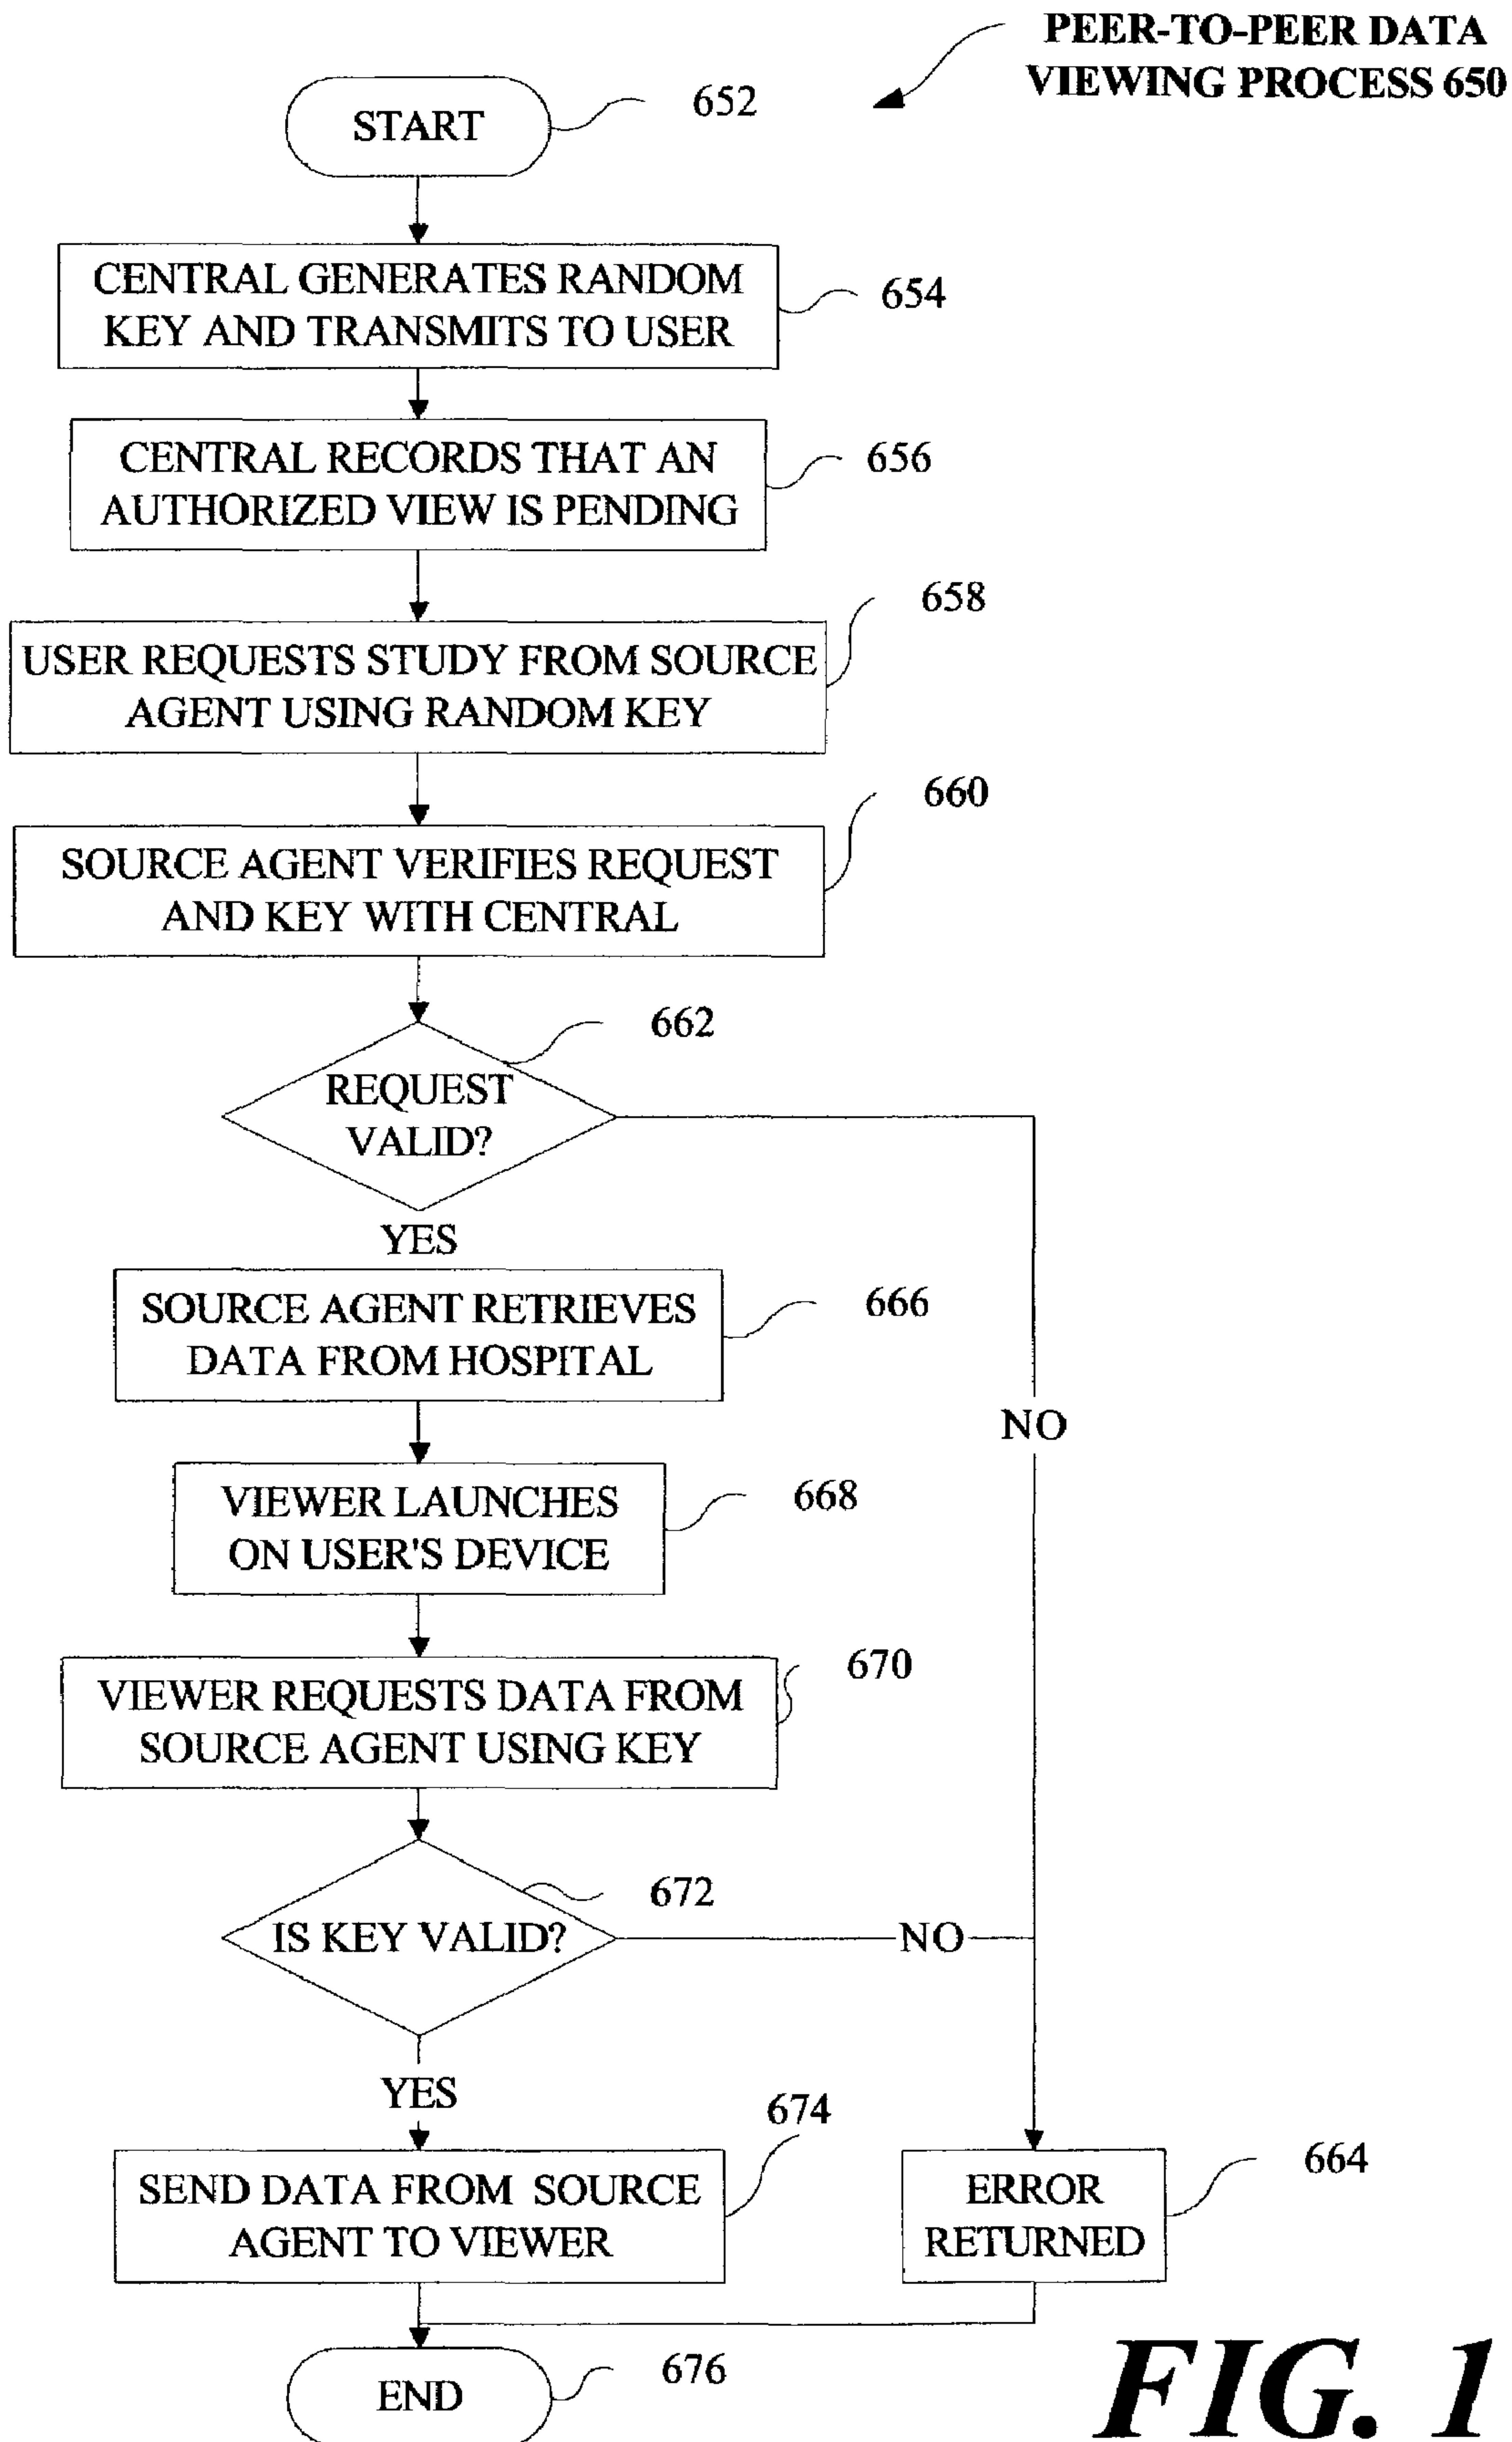 PEER-TO-PEER DATA
VIEWING PROCESS 650
START
652
CENTRAL GENERATES RANDOM
KEY AND TRANSMITS TO USER
654
CENTRAL RECORDS THAT AN
AUTHORIZED VIEW IS PENDING
656
658
USER REQUESTS STUDY FROM SOURCE
AGENT USING RANDOM KEY
660
SOURCE AGENT VERIFIES REQUEST
AND KEY WITH CENTRAL
662
REQUEST
VALID?
YES
SOURCE AGENT RETRIEVES
DATA FROM HOSPITAL
666
NO
VIEWER LAUNCHES
ON USER'S DEVICE
668
670
VIEWER REQUESTS DATA FROM
SOURCE AGENT USING KEY
672
IS KEY VALID?
NO
YES
674
SEND DATA FROM SOURCE
AGENT TO VIEWER
ERROR
RETURNED
664
END
676
FIG. 1